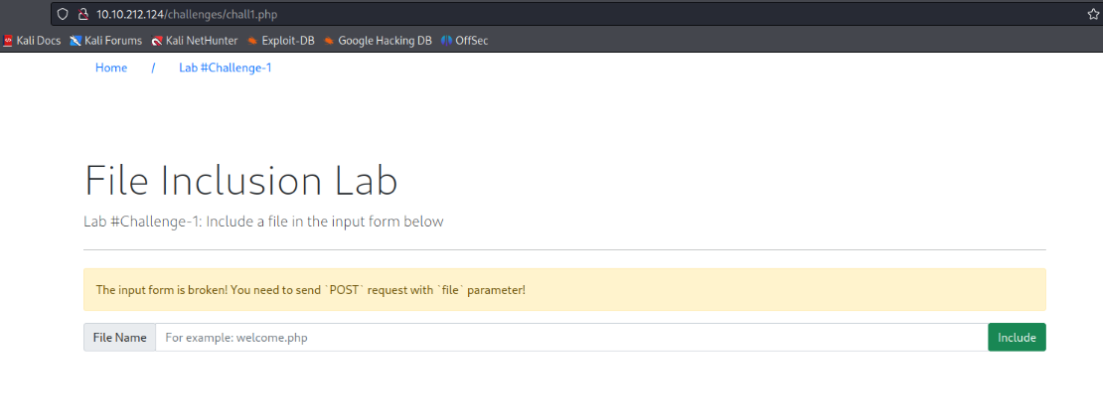 10.10.212.124/challenges/chall1.php
Kali Docs Kali Forums Kali NetHunter Exploit-DB Google Hacking DB OffSec
Home / Lab #Challenge-1
File Inclusion Lab
Lab #Challenge-1: Include a file in the input form below
The input form is broken! You need to send `POST` request with `file` parameter!
File Name For example: welcome.php Include